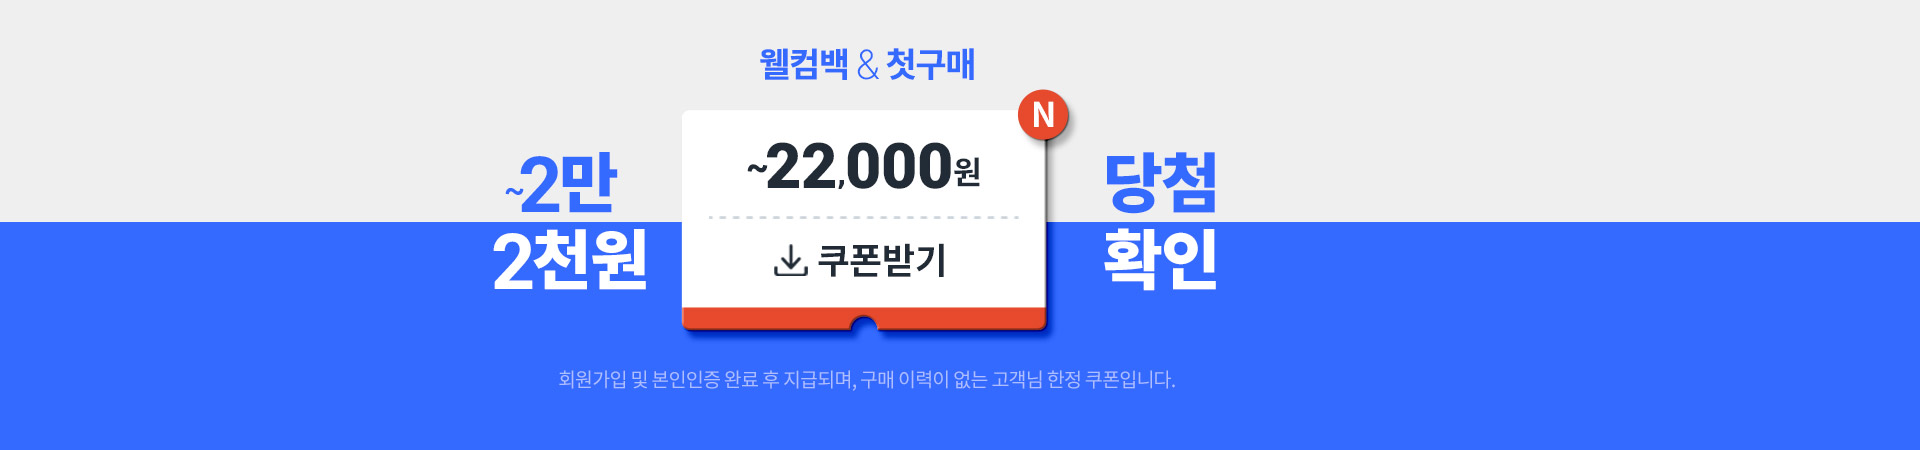 웰컴백 & 첫구매
N
~22,000원
쿠폰받기
~2만
2천원
당첨
확인
회원가입 및 본인인증 완료 후 지급되며, 구매 이력이 없는 고객님 한정 쿠폰입니다.